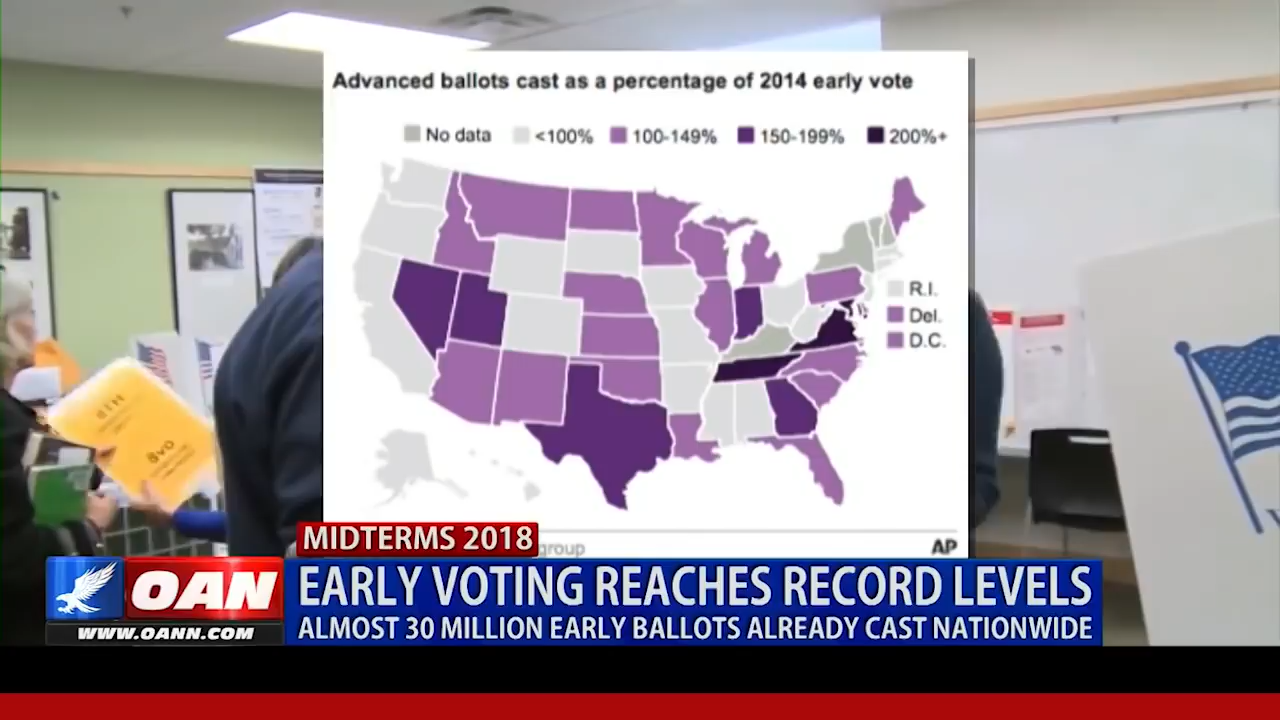 Advanced ballots cast as a percentage of 2014 early vote
No data <100% 100-149% 150-199% 200%+
R.I.
Del.
D.C.
MIDTERMS 2018
group AP
OAN
EARLY VOTING REACHES RECORD LEVELS
WWW.OANN.COM
ALMOST 30 MILLION EARLY BALLOTS ALREADY CAST NATIONWIDE